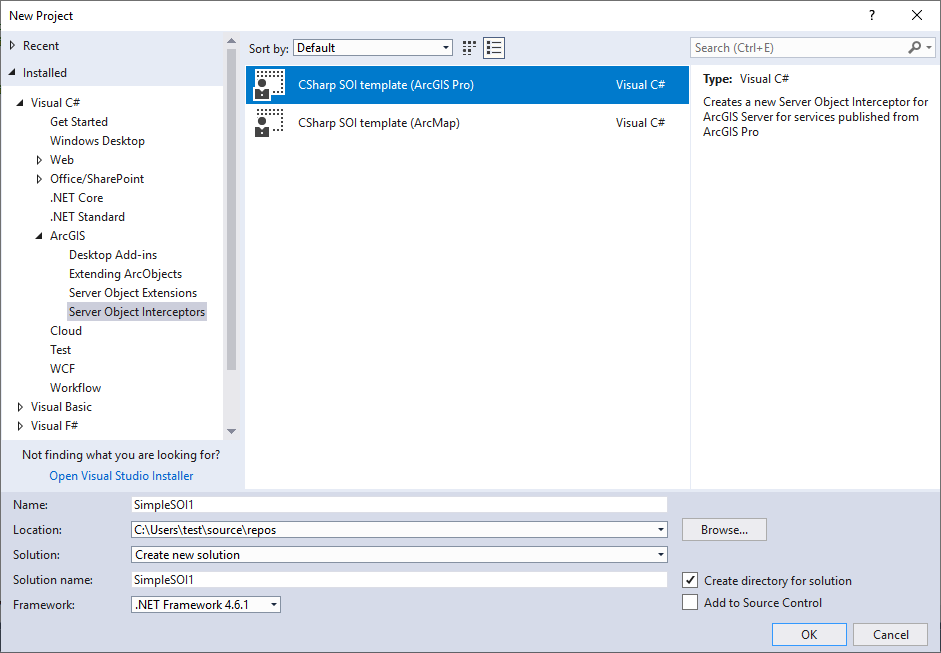 New Project
?
Recent
Installed
Visual C#
Get Started
Windows Desktop
Web
Office/SharePoint
.NET Core
.NET Standard
ArcGIS
Desktop Add-ins
Extending ArcObjects
Server Object Extensions
Server Object Interceptors
Cloud
Test
WCF
Workflow
Visual Basic
Visual F#
Not finding what you are looking for?
Open Visual Studio Installer
Sort by: Default
CSharp SOI template (ArcGIS Pro) Visual C#
CSharp SOI template (ArcMap) Visual C#
Search (Ctrl+E)
Type: Visual C#
Creates a new Server Object Interceptor for
ArcGIS Server for services published from
ArcGIS Pro
Name: SimpleSOI1
Location: C:\Users\test\source\repos Browse...
Solution: Create new solution
Solution name: SimpleSOI1 Create directory for solution
Framework: .NET Framework 4.6.1 Add to Source Control
OK Cancel